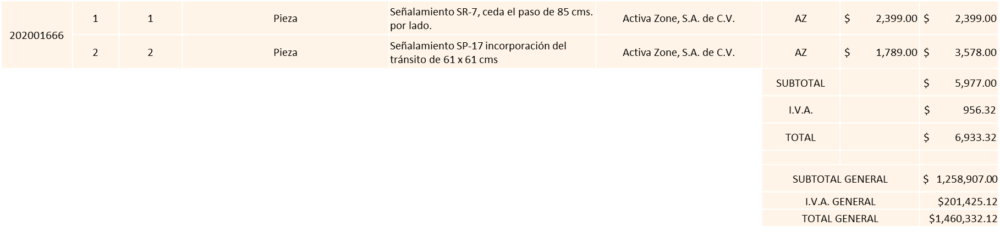 202001666
1 1 Pieza Señalamiento SR-7, ceda el paso de 85 cms. Activa Zone, S.A. de C.V. AZ $ 2,399.00 $ 2,399.00
por lado.
2 2 Pieza Señalamiento SP-17 incorporación del Activa Zone, S.A. de C.V. AZ $ 1,789.00 $ 3,578.00
tránsito de 61 x 61 cms
SUBTOTAL $ 5,977.00
I.V.A. $ 956.32
TOTAL $ 6,933.32
SUBTOTAL GENERAL $ 1,258,907.00
I.V.A. GENERAL $201,425.12
TOTAL GENERAL $1,460,332.12